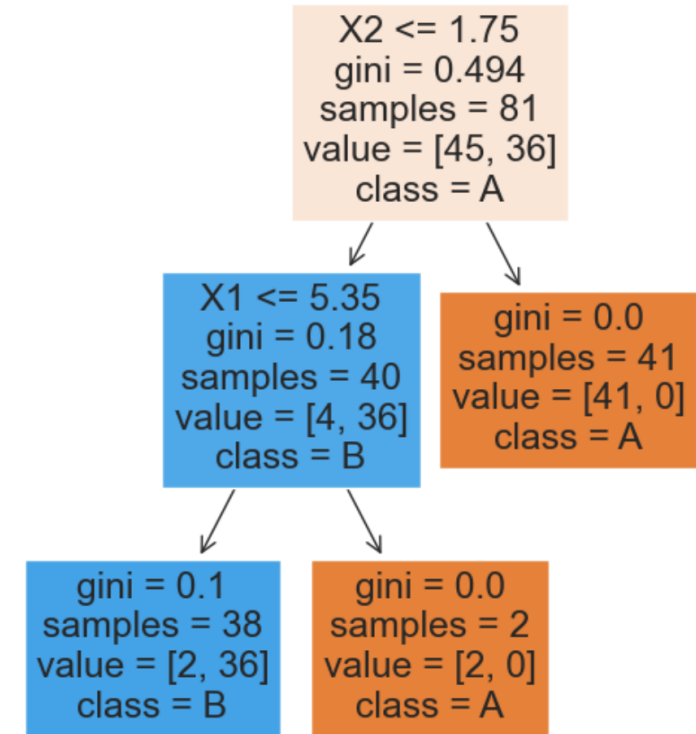 X2 <= 1.75
gini = 0.494
samples = 81
value = [45, 36]
class = A
X1 <= 5.35
gini = 0.18
samples = 40
value = [4, 36]
class = B
gini = 0.0
samples = 41
value = [41, 0]
class = A
gini = 0.1
samples = 38
value = [2, 36]
class = B
gini = 0.0
samples = 2
value = [2, 0]
class = A